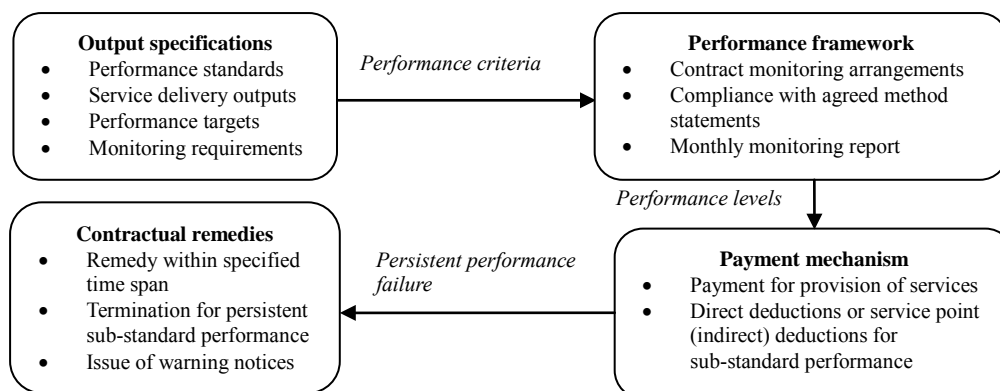 Output specifications
• Performance standards
• Service delivery outputs
• Performance targets
• Monitoring requirements
Performance criteria
Performance framework
• Contract monitoring arrangements
• Compliance with agreed method
statements
• Monthly monitoring report
Performance levels
Payment mechanism
• Payment for provision of services
• Direct deductions or service point
(indirect) deductions for
sub-standard performance
Persistent performance
failure
Contractual remedies
• Remedy within specified
time span
• Termination for persistent
sub-standard performance
• Issue of warning notices